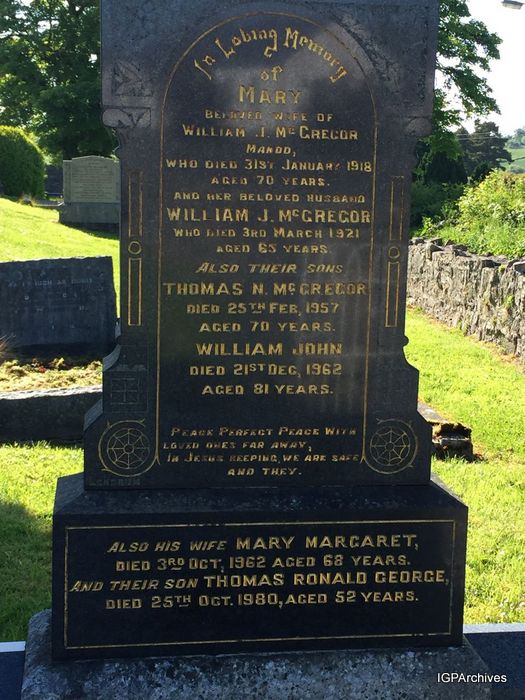 In Loving Memory
of
MARY
BELOVED WIFE OF
WILLIAM J. McGREGOR
MANOO,
WHO DIED 31ST JANUARY 1918
AGED 70 YEARS.
AND HER BELOVED HUSBAND
WILLIAM J. McGREGOR
WHO DIED 3RD MARCH 1921
AGED 65 YEARS.
ALSO THEIR SONS
THOMAS N. McGREGOR
DIED 25TH FEB, 1957
AGED 70 YEARS.
WILLIAM JOHN
DIED 21ST DEC, 1962
AGED 81 YEARS.
PEACE PERFECT PEACE WITH
LOVED ONES FAR AWAY,
IN JESUS KEEPING, WE ARE SAFE
AND THEY.
ALSO HIS WIFE MARY MARGARET,
DIED 3RD OCT, 1962 AGED 68 YEARS.
AND THEIR SON THOMAS RONALD GEORGE,
DIED 25TH OCT. 1980, AGED 52 YEARS.
IGPArchives